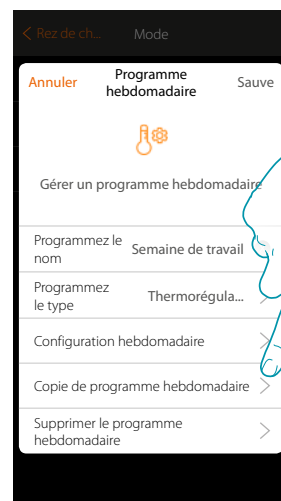 < Rez de ch... Mode
Annuler Programme hebdomadaire Sauve
Gérer un programme hebdomadaire
Programmez le nom Semaine de travail
Programmez le type Thermorégula...
Configuration hebdomadaire
Copie de programme hebdomadaire
Supprimer le programme hebdomadaire